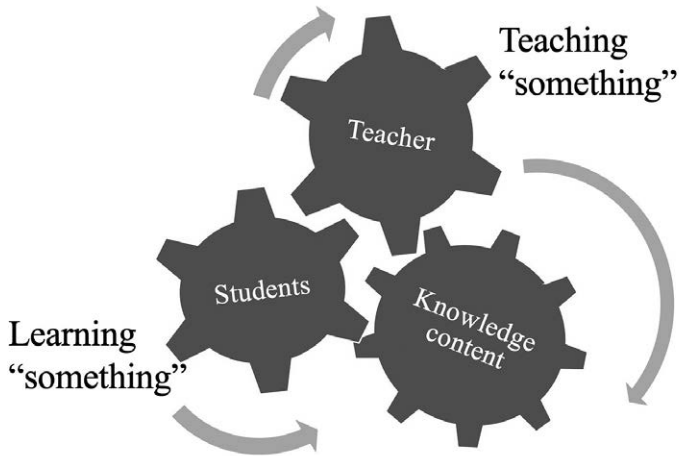 Teaching
“something”
Teacher
Students
Knowledge
content
Learning
“something”